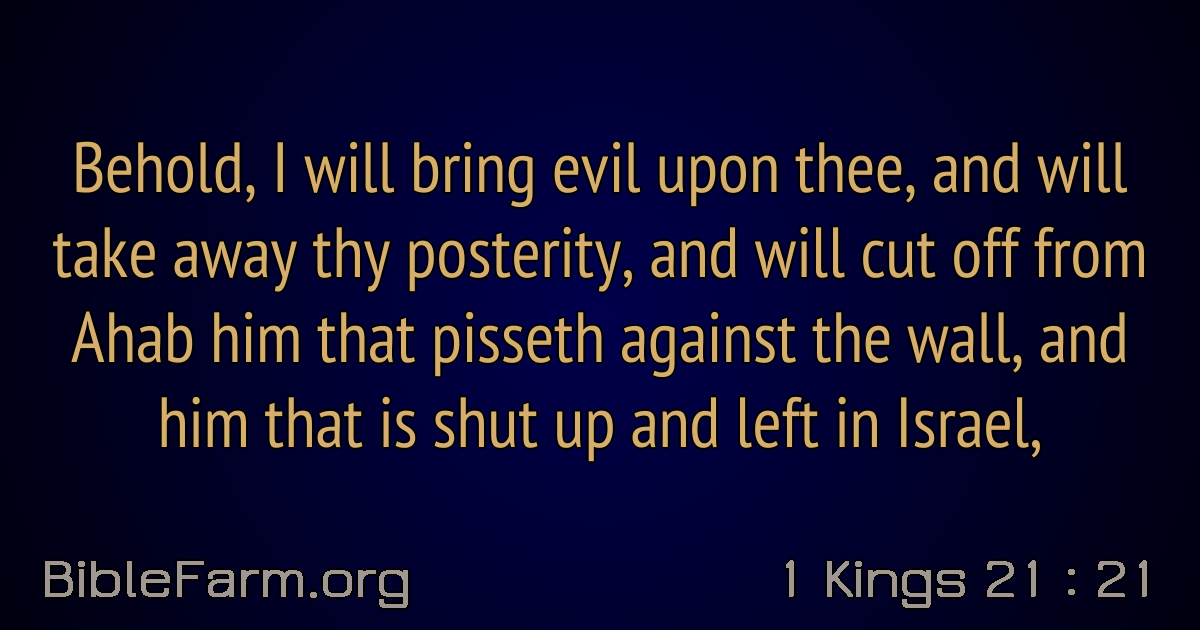 Behold, I will bring evil upon thee, and will
take away thy posterity, and will cut off from
Ahab him that pisseth against the wall, and
him that is shut up and left in Israel,
BibleFarm.org
1 Kings 21 : 21